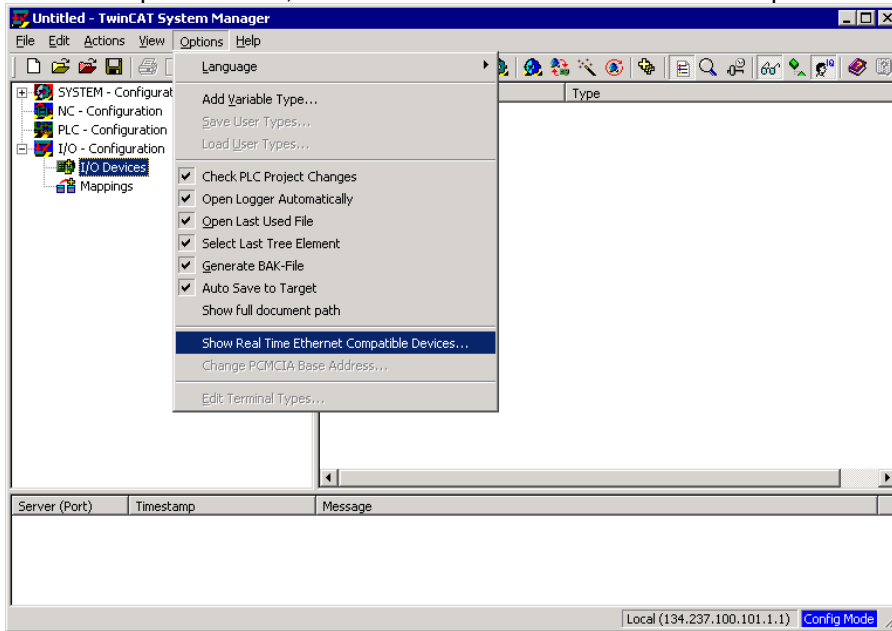 Untitled - TwinCAT System Manager
File Edit Actions View Options Help
SYSTEM - Configurat
NC - Configuration
PLC - Configuration
I/O - Configuration
I/O Devices
Mappings
Language
Add Variable Type...
Save User Types...
Load User Types...
Check PLC Project Changes
Open Logger Automatically
Open Last Used File
Select Last Tree Element
Generate BAK-File
Auto Save to Target
Show full document path
Show Real Time Ethernet Compatible Devices...
Change PCMCIA Base Address...
Edit Terminal Types...
Type
Server (Port) Timestamp Message
Local (134.237.100.101.1.1) Config Mode